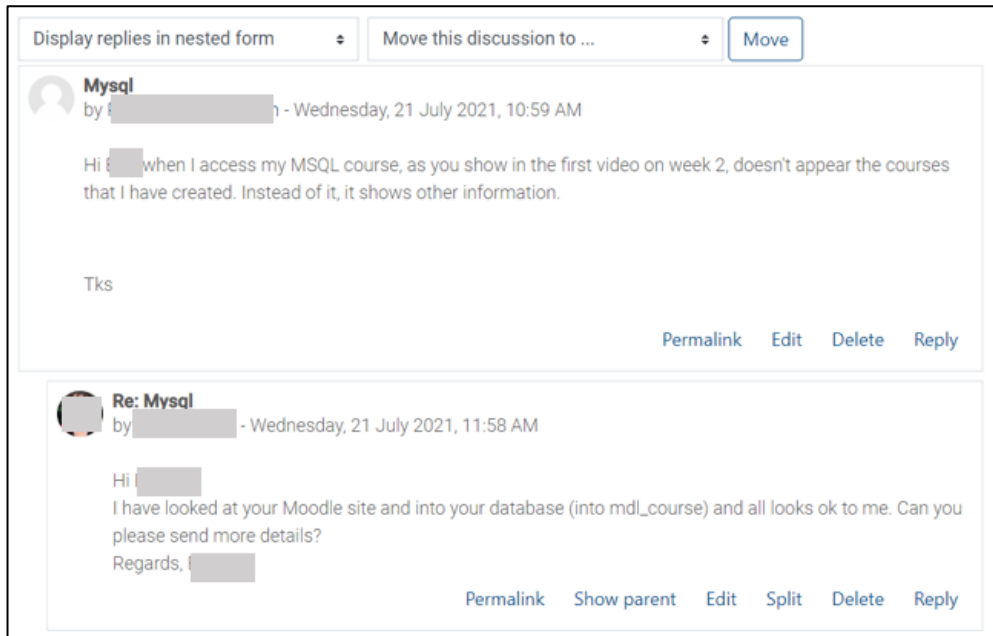 Display replies in nested form Move this discussion to ... Move
Mysql
by - Wednesday, 21 July 2021, 10:59 AM
Hi when I access my MSQL course, as you show in the first video on week 2, doesn't appear the courses
that I have created. Instead of it, it shows other information.
Tks
Permalink Edit Delete Reply
Re: Mysql
by - Wednesday, 21 July 2021, 11:58 AM
Hi
I have looked at your Moodle site and into your database (into mdl_course) and all looks ok to me. Can you
please send more details?
Regards,
Permalink Show parent Edit Split Delete Reply